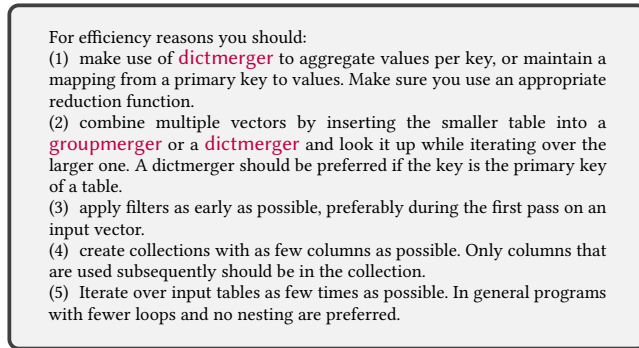 For efficiency reasons you should:
(1) make use of dictmerger to aggregate values per key, or maintain a
mapping from a primary key to values. Make sure you use an appropriate
reduction function.
(2) combine multiple vectors by inserting the smaller table into a
groupmerger or a dictmerger and look it up while iterating over the
larger one. A dictmerger should be preferred if the key is the primary key
of a table.
(3) apply filters as early as possible, preferably during the first pass on an
input vector.
(4) create collections with as few columns as possible. Only columns that
are used subsequently should be in the collection.
(5) Iterate over input tables as few times as possible. In general programs
with fewer loops and no nesting are preferred.